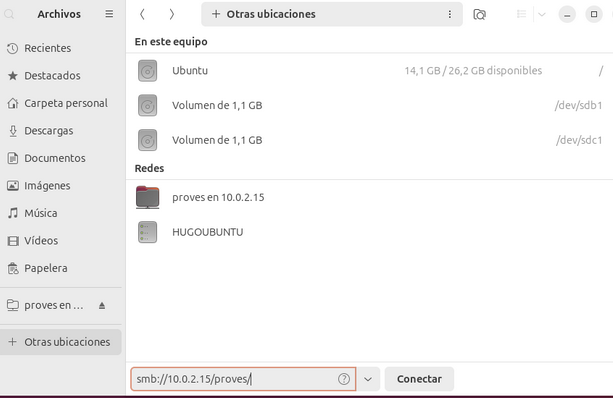 Archivos
Recientes
Destacados
Carpeta personal
Descargas
Documentos
Imágenes
Música
Vídeos
Papelera
proves en ...
Otras ubicaciones
Otras ubicaciones
En este equipo
Ubuntu 14,1 GB / 26,2 GB disponibles /
Volumen de 1,1 GB /dev/sdb1
Volumen de 1,1 GB /dev/sdc1
Redes
proves en 10.0.2.15
HUGOUBUNTU
smb://10.0.2.15/proves/ ? Conectar